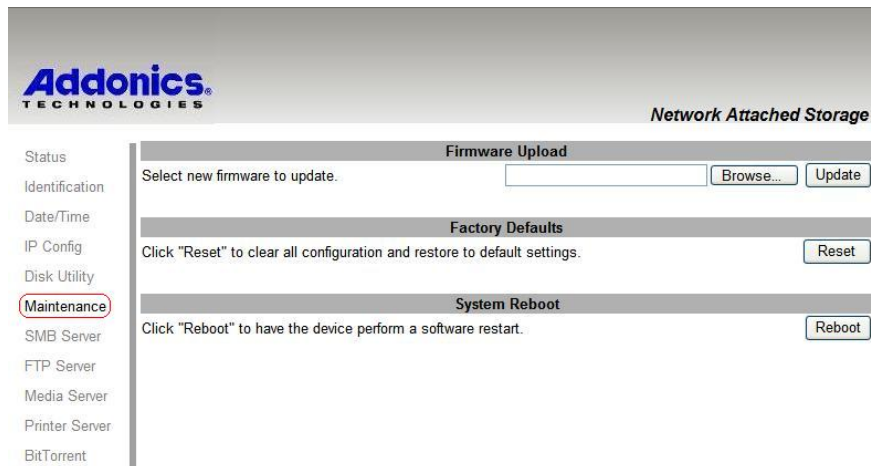 Addonics®
TECHNOLOGIES
Network Attached Storage
Status
Identification
Date/Time
IP Config
Disk Utility
Maintenance
SMB Server
FTP Server
Media Server
Printer Server
BitTorrent
Firmware Upload
Select new firmware to update.
Browse...
Update
Factory Defaults
Click "Reset" to clear all configuration and restore to default settings.
Reset
System Reboot
Click "Reboot" to have the device perform a software restart.
Reboot